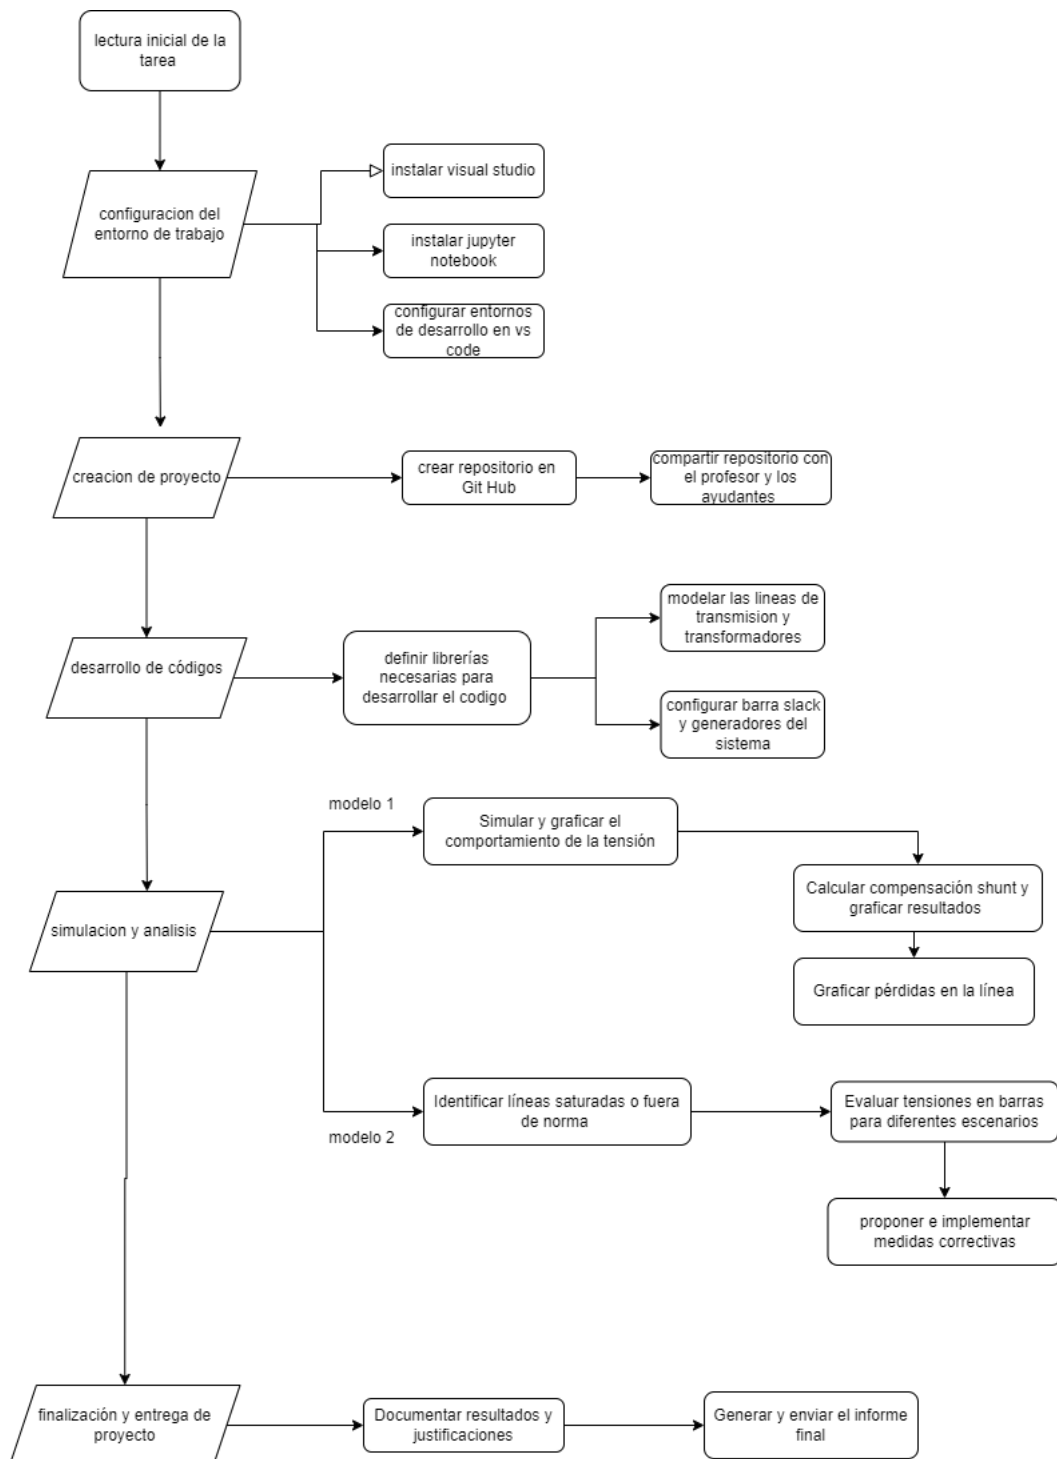 lectura inicial de la
tarea
instalar visual studio
configuracion del
entorno de trabajo
instalar jupyter
notebook
configurar entornos
de desarrollo en vs
code
creacion de proyecto
crear repositorio en
Git Hub
compartir repositorio con
el profesor y los
ayudantes
desarrollo de códigos
definir librerías
necesarias para
desarrollar el codigo
modelar las lineas de
transmision y
transformadores
configurar barra slack
y generadores del
sistema
simulacion y analisis
modelo 1
Simular y graficar el
comportamiento de la tensión
Calcular compensación shunt y
graficar resultados
Graficar pérdidas en la línea
modelo 2
Identificar líneas saturadas o fuera
de norma
Evaluar tensiones en barras
para diferentes escenarios
proponer e implementar
medidas correctivas
finalización y entrega de
proyecto
Documentar resultados y
justificaciones
Generar y enviar el informe
final